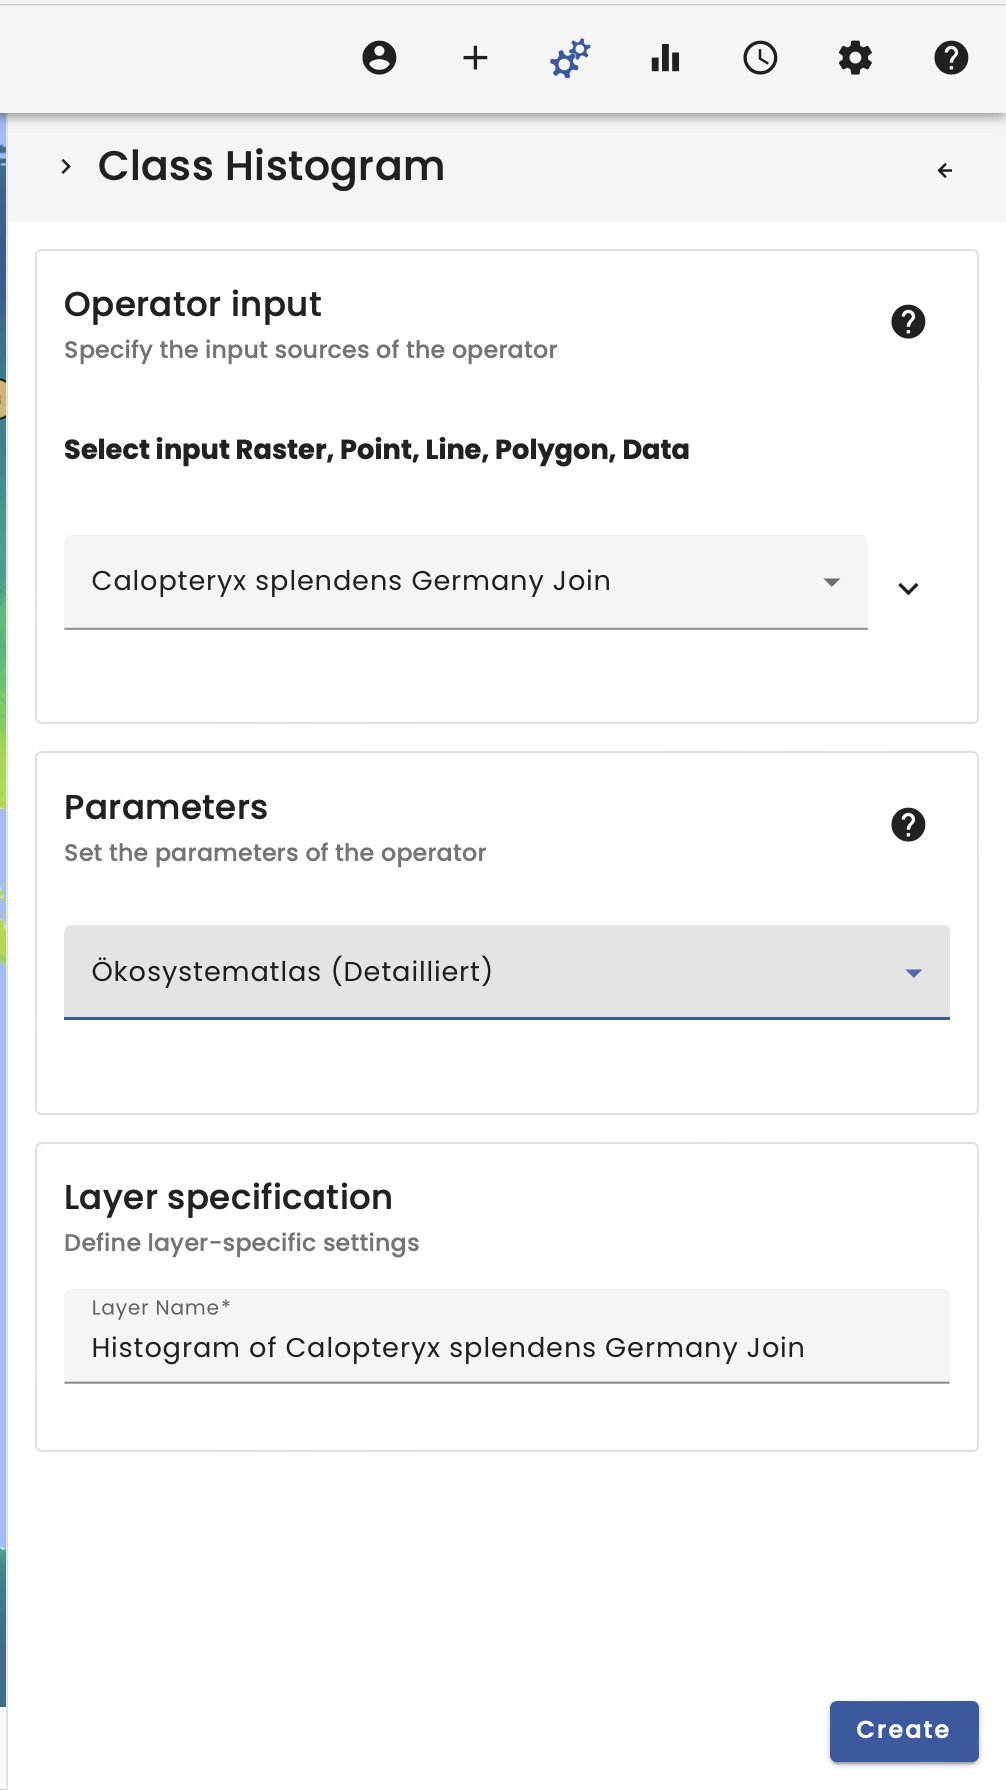 Class Histogram
Operator input
Specify the input sources of the operator
Select input Raster, Point, Line, Polygon, Data
Calopteryx splendens Germany Join
Parameters
Set the parameters of the operator
Ökosystematlas (Detailliert)
Layer specification
Define layer-specific settings
Layer Name*
Histogram of Calopteryx splendens Germany Join
Create